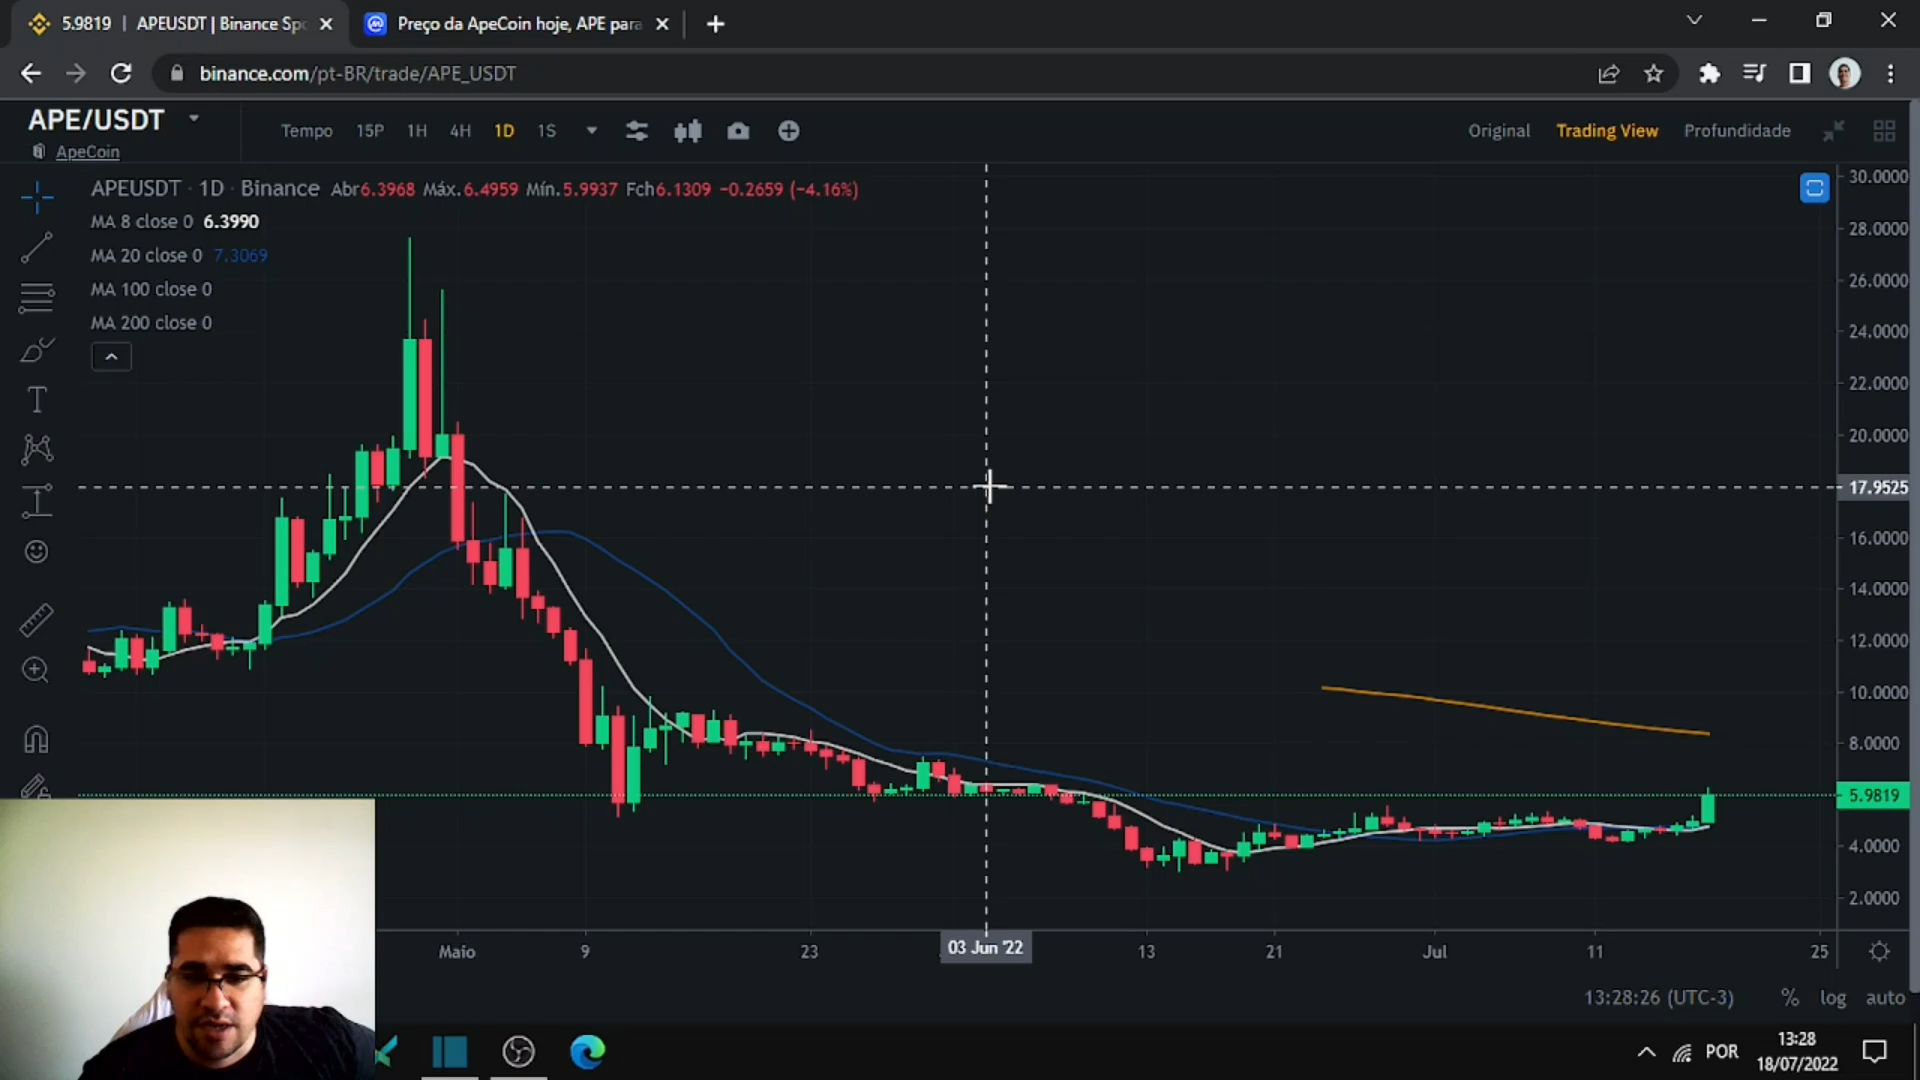 5.9819 | APEUSDT | Binance Spo
Preço da ApeCoin hoje, APE para
binance.com/pt-BR/trade/APE_USDT
APE/USDT
ApeCoin
Tempo 15P 1H 4H 1D 1S
Original Trading View Profundidade
APEUSDT · 1D · Binance Abr6.3968 Máx.6.4959 Mín.5.9937 Fch6.1309 −0.2659 (−4.16%)
MA 8 close 0 6.3990
MA 20 close 0 7.3069
MA 100 close 0
MA 200 close 0
30.0000
28.0000
26.0000
24.0000
22.0000
20.0000
17.9525
16.0000
14.0000
12.0000
10.0000
8.0000
5.9819
4.0000
2.0000
Maio 9 23 03 Jun '22 13 21 Jul 11 25
13:28:26 (UTC-3) % log auto
POR
13:28
18/07/2022